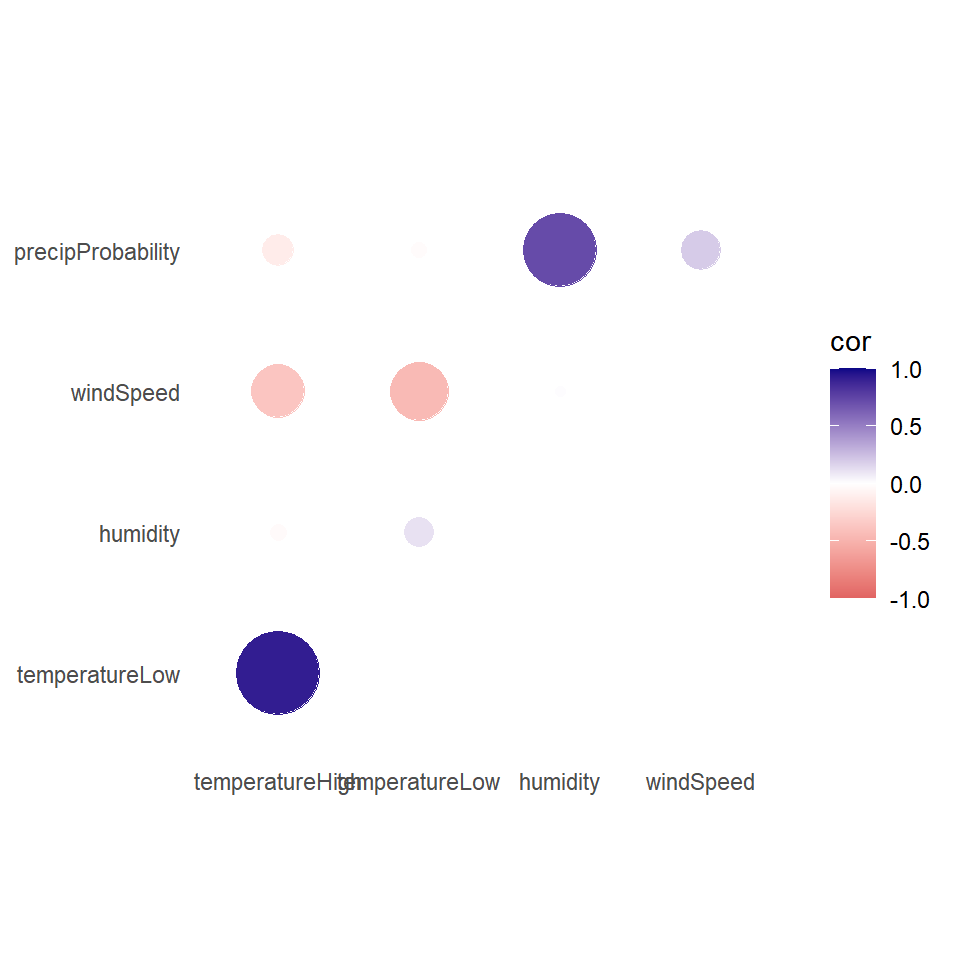 precipProbability
windSpeed
humidity
temperatureLow
temperatureHigh
temperatureLow
humidity
windSpeed
cor
1.0
0.5
0.0
-0.5
-1.0